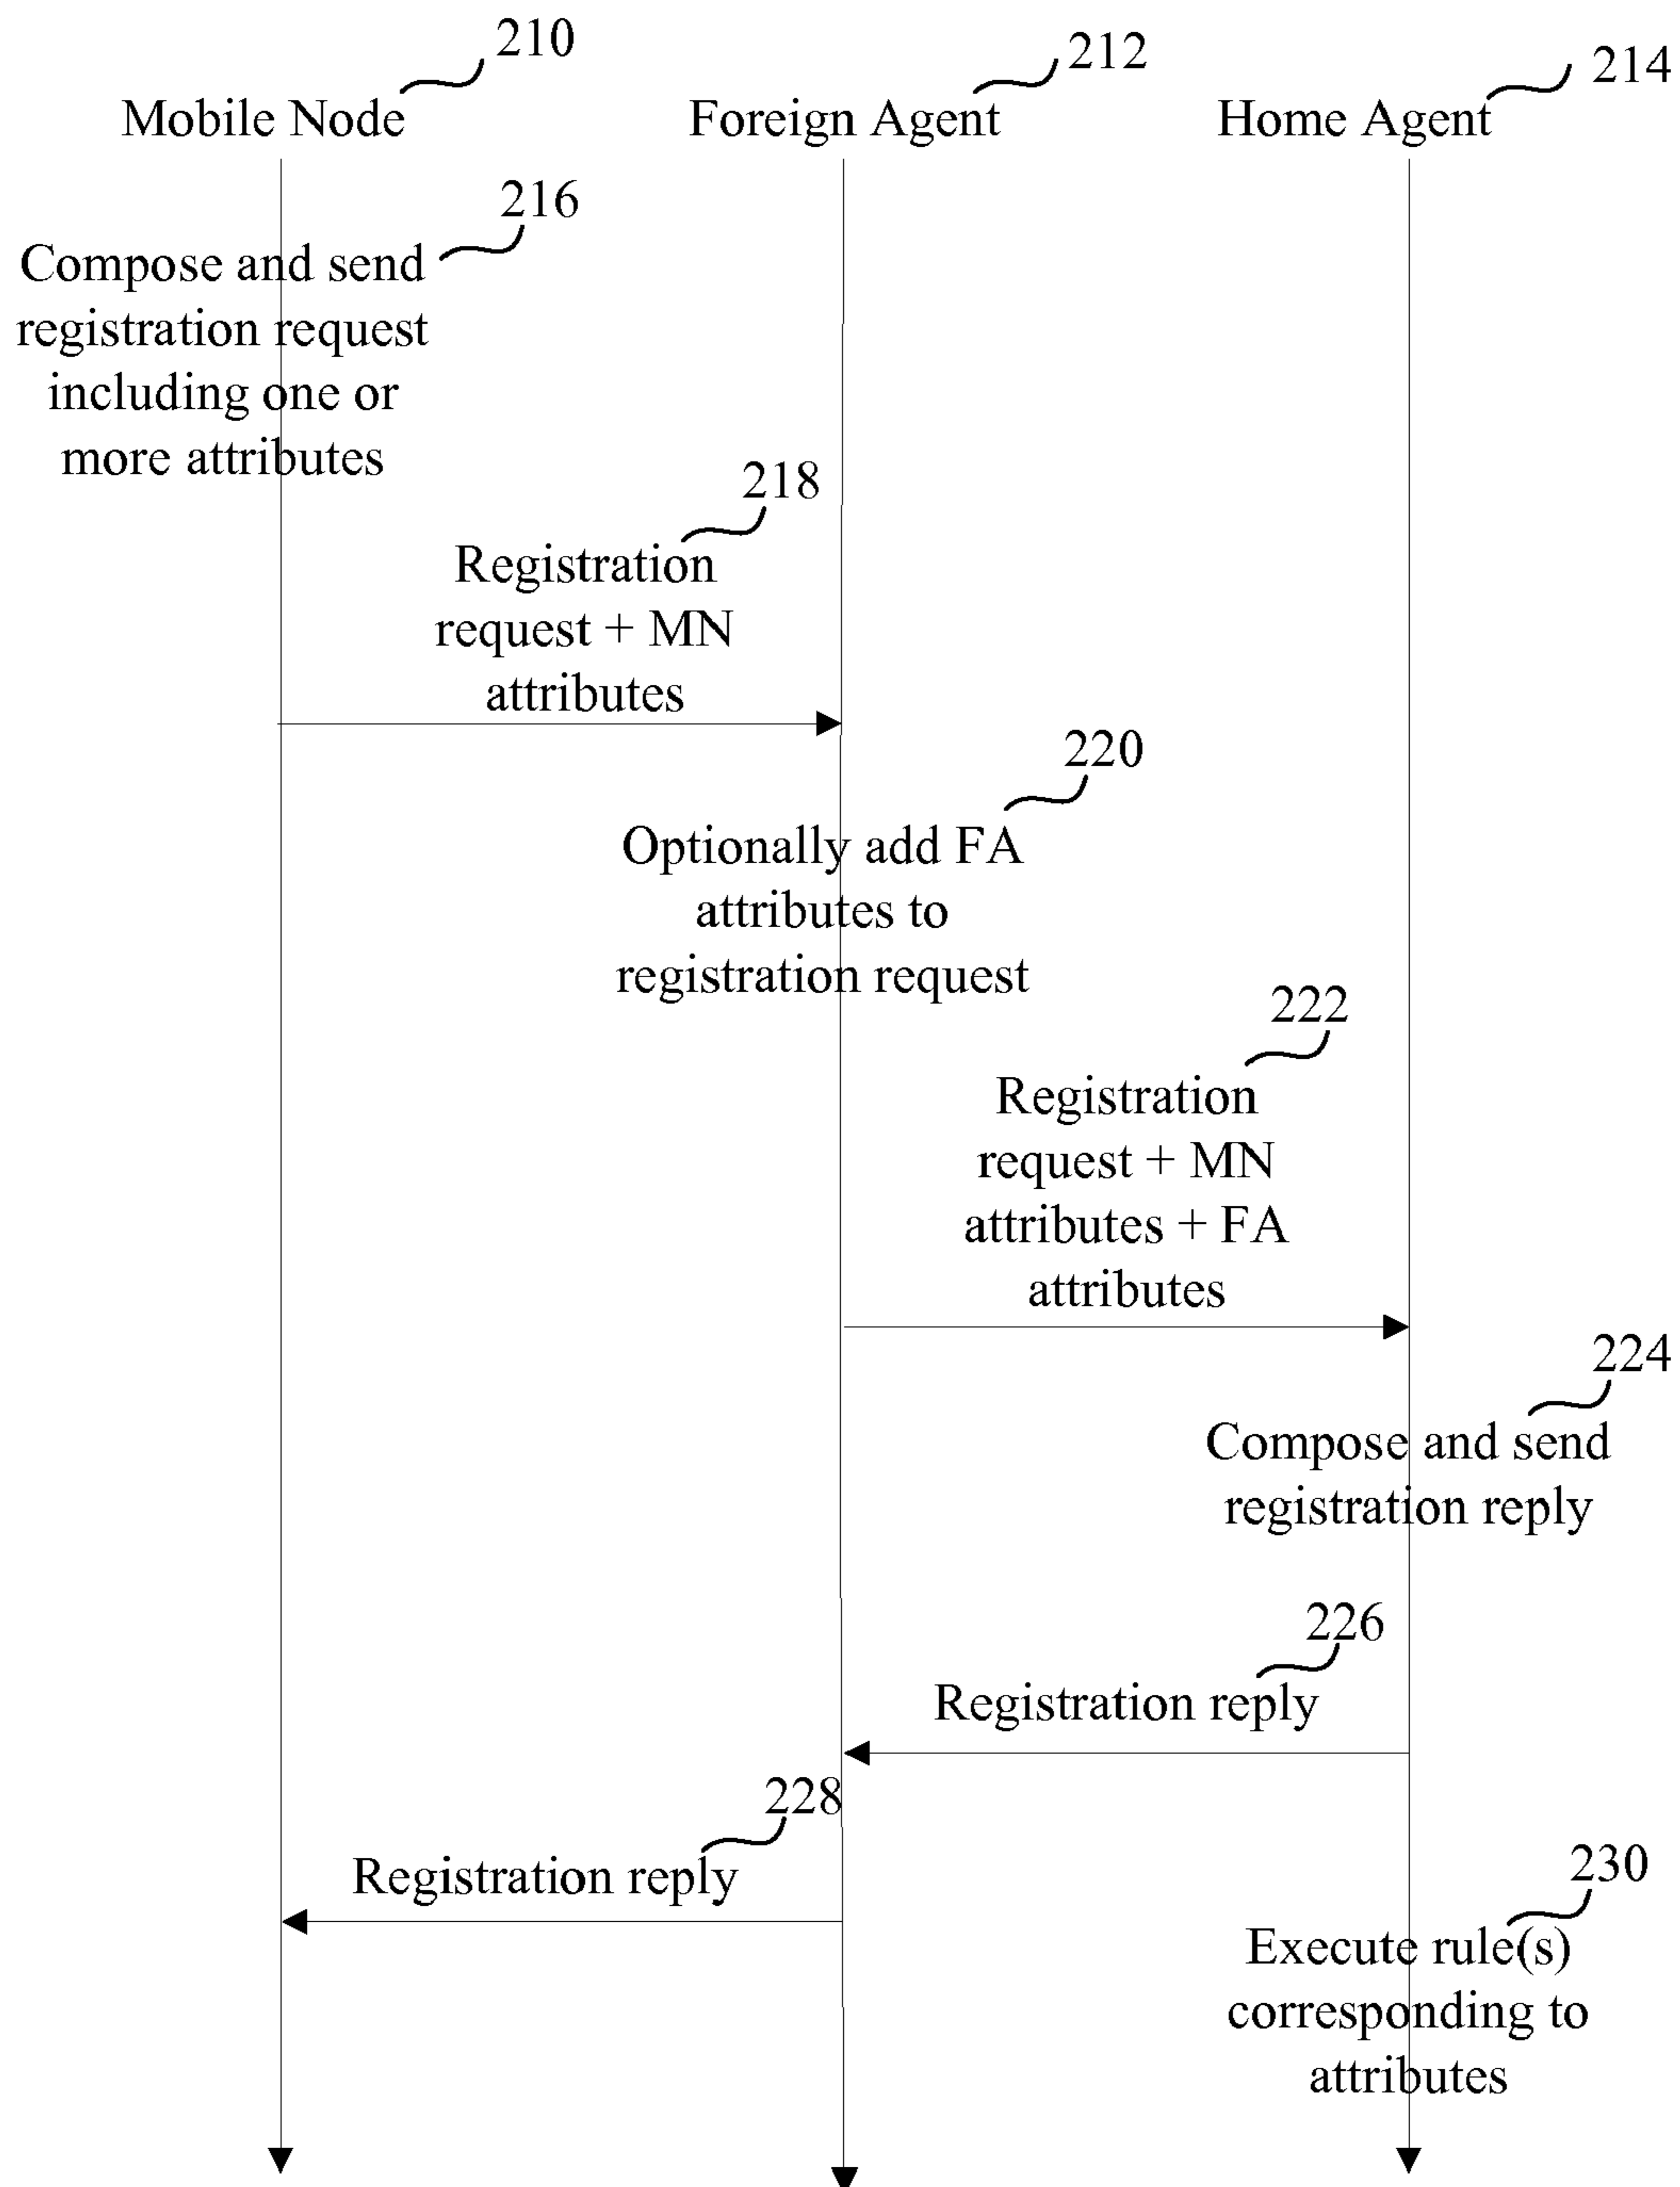 210
212
214
Mobile Node
Foreign Agent
Home Agent
216
Compose and send
registration request
including one or
more attributes
218
Registration
request + MN
attributes
220
Optionally add FA
attributes to
registration request
222
Registration
request + MN
attributes + FA
attributes
224
Compose and send
registration reply
226
Registration reply
228
Registration reply
230
Execute rule(s)
corresponding to
attributes